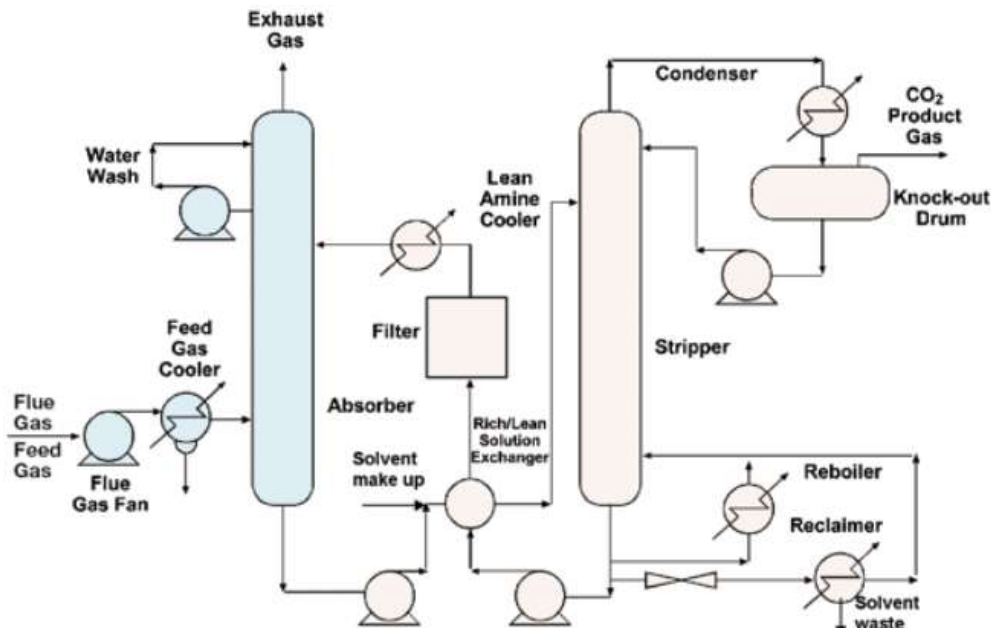 Exhaust
Gas
Condenser
CO₂
Product
Gas
Water
Wash
Lean
Amine
Cooler
Knock-out
Drum
Feed
Gas
Cooler
Filter
Stripper
Flue
Gas
Absorber
Rich/Lean
Solution
Exchanger
Feed
Gas
Flue
Gas Fan
Solvent
make up
Reboiler
Reclaimer
Solvent
waste